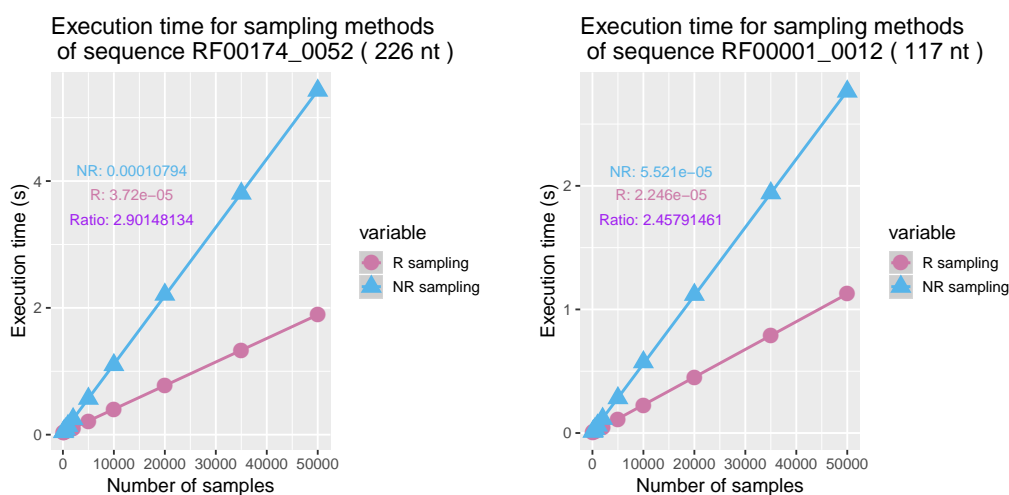 Execution time for sampling methods
of sequence RF00174_0052 ( 226 nt )
Execution time (s)
4
2
0
NR: 0.00010794
R: 3.72e−05
Ratio: 2.90148134
0 10000 20000 30000 40000 50000
Number of samples
variable
R sampling
NR sampling
Execution time for sampling methods
of sequence RF00001_0012 ( 117 nt )
Execution time (s)
2
1
0
NR: 5.521e−05
R: 2.246e−05
Ratio: 2.45791461
0 10000 20000 30000 40000 50000
Number of samples
variable
R sampling
NR sampling